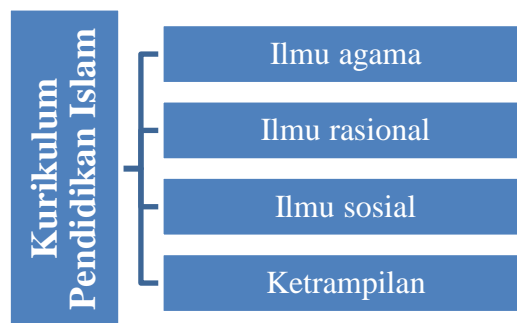 Kurikulum
Pendidikan Islam
Ilmu agama
Ilmu rasional
Ilmu sosial
Ketrampilan